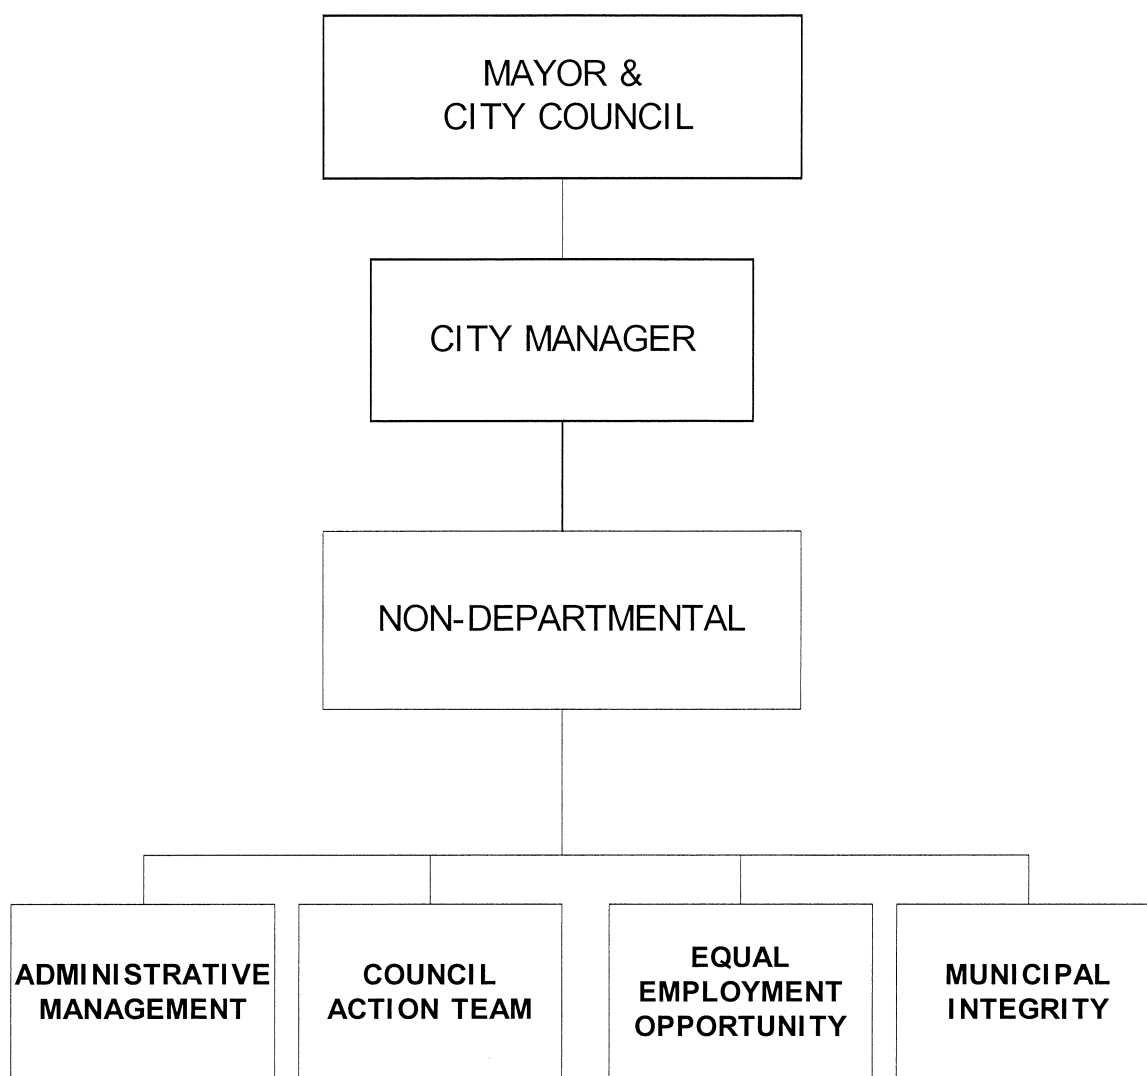 MAYOR &
CITY COUNCIL
CITY MANAGER
NON-DEPARTMENTAL
ADMINISTRATIVE
MANAGEMENT
COUNCIL
ACTION TEAM
EQUAL
EMPLOYMENT
OPPORTUNITY
MUNICIPAL
INTEGRITY